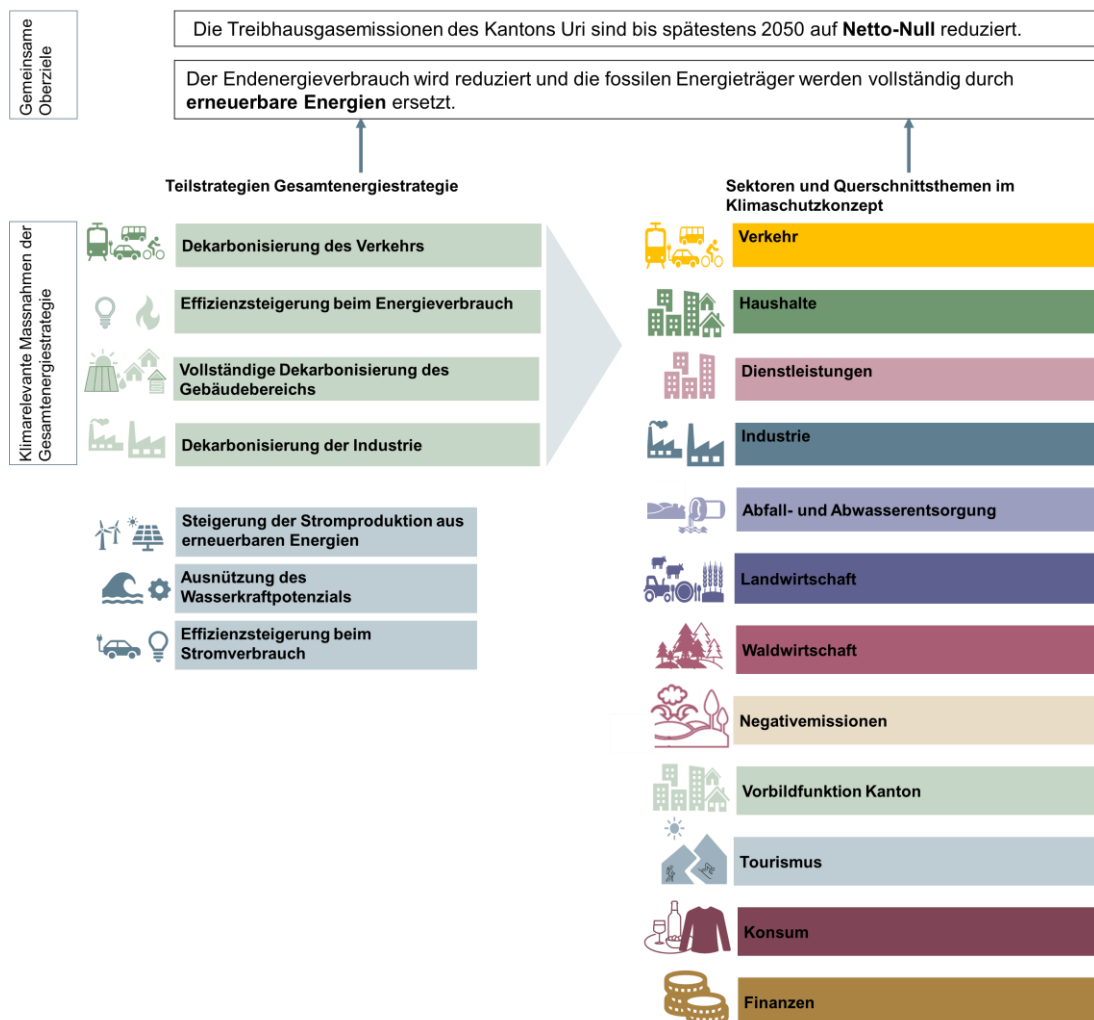 Gemeinsame
Oberziele
Die Treibhausgasemissionen des Kantons Uri sind bis spätestens 2050 auf Netto-Null reduziert.
Der Endenergieverbrauch wird reduziert und die fossilen Energieträger werden vollständig durch
erneuerbare Energien ersetzt.
Teilstrategien Gesamtenergiestrategie
Sektoren und Querschnittsthemen im
Klimaschutzkonzept
Klimarelevante Massnahmen der
Gesamtenergiestrategie
Dekarbonisierung des Verkehrs
Effizienzsteigerung beim Energieverbrauch
Vollständige Dekarbonisierung des
Gebäudebereichs
Dekarbonisierung der Industrie
Steigerung der Stromproduktion aus
erneuerbaren Energien
Ausnützung des
Wasserkraftpotenzials
Effizienzsteigerung beim
Stromverbrauch
Verkehr
Haushalte
Dienstleistungen
Industrie
Abfall- und Abwasserentsorgung
Landwirtschaft
Waldwirtschaft
Negativemissionen
Vorbildfunktion Kanton
Tourismus
Konsum
Finanzen